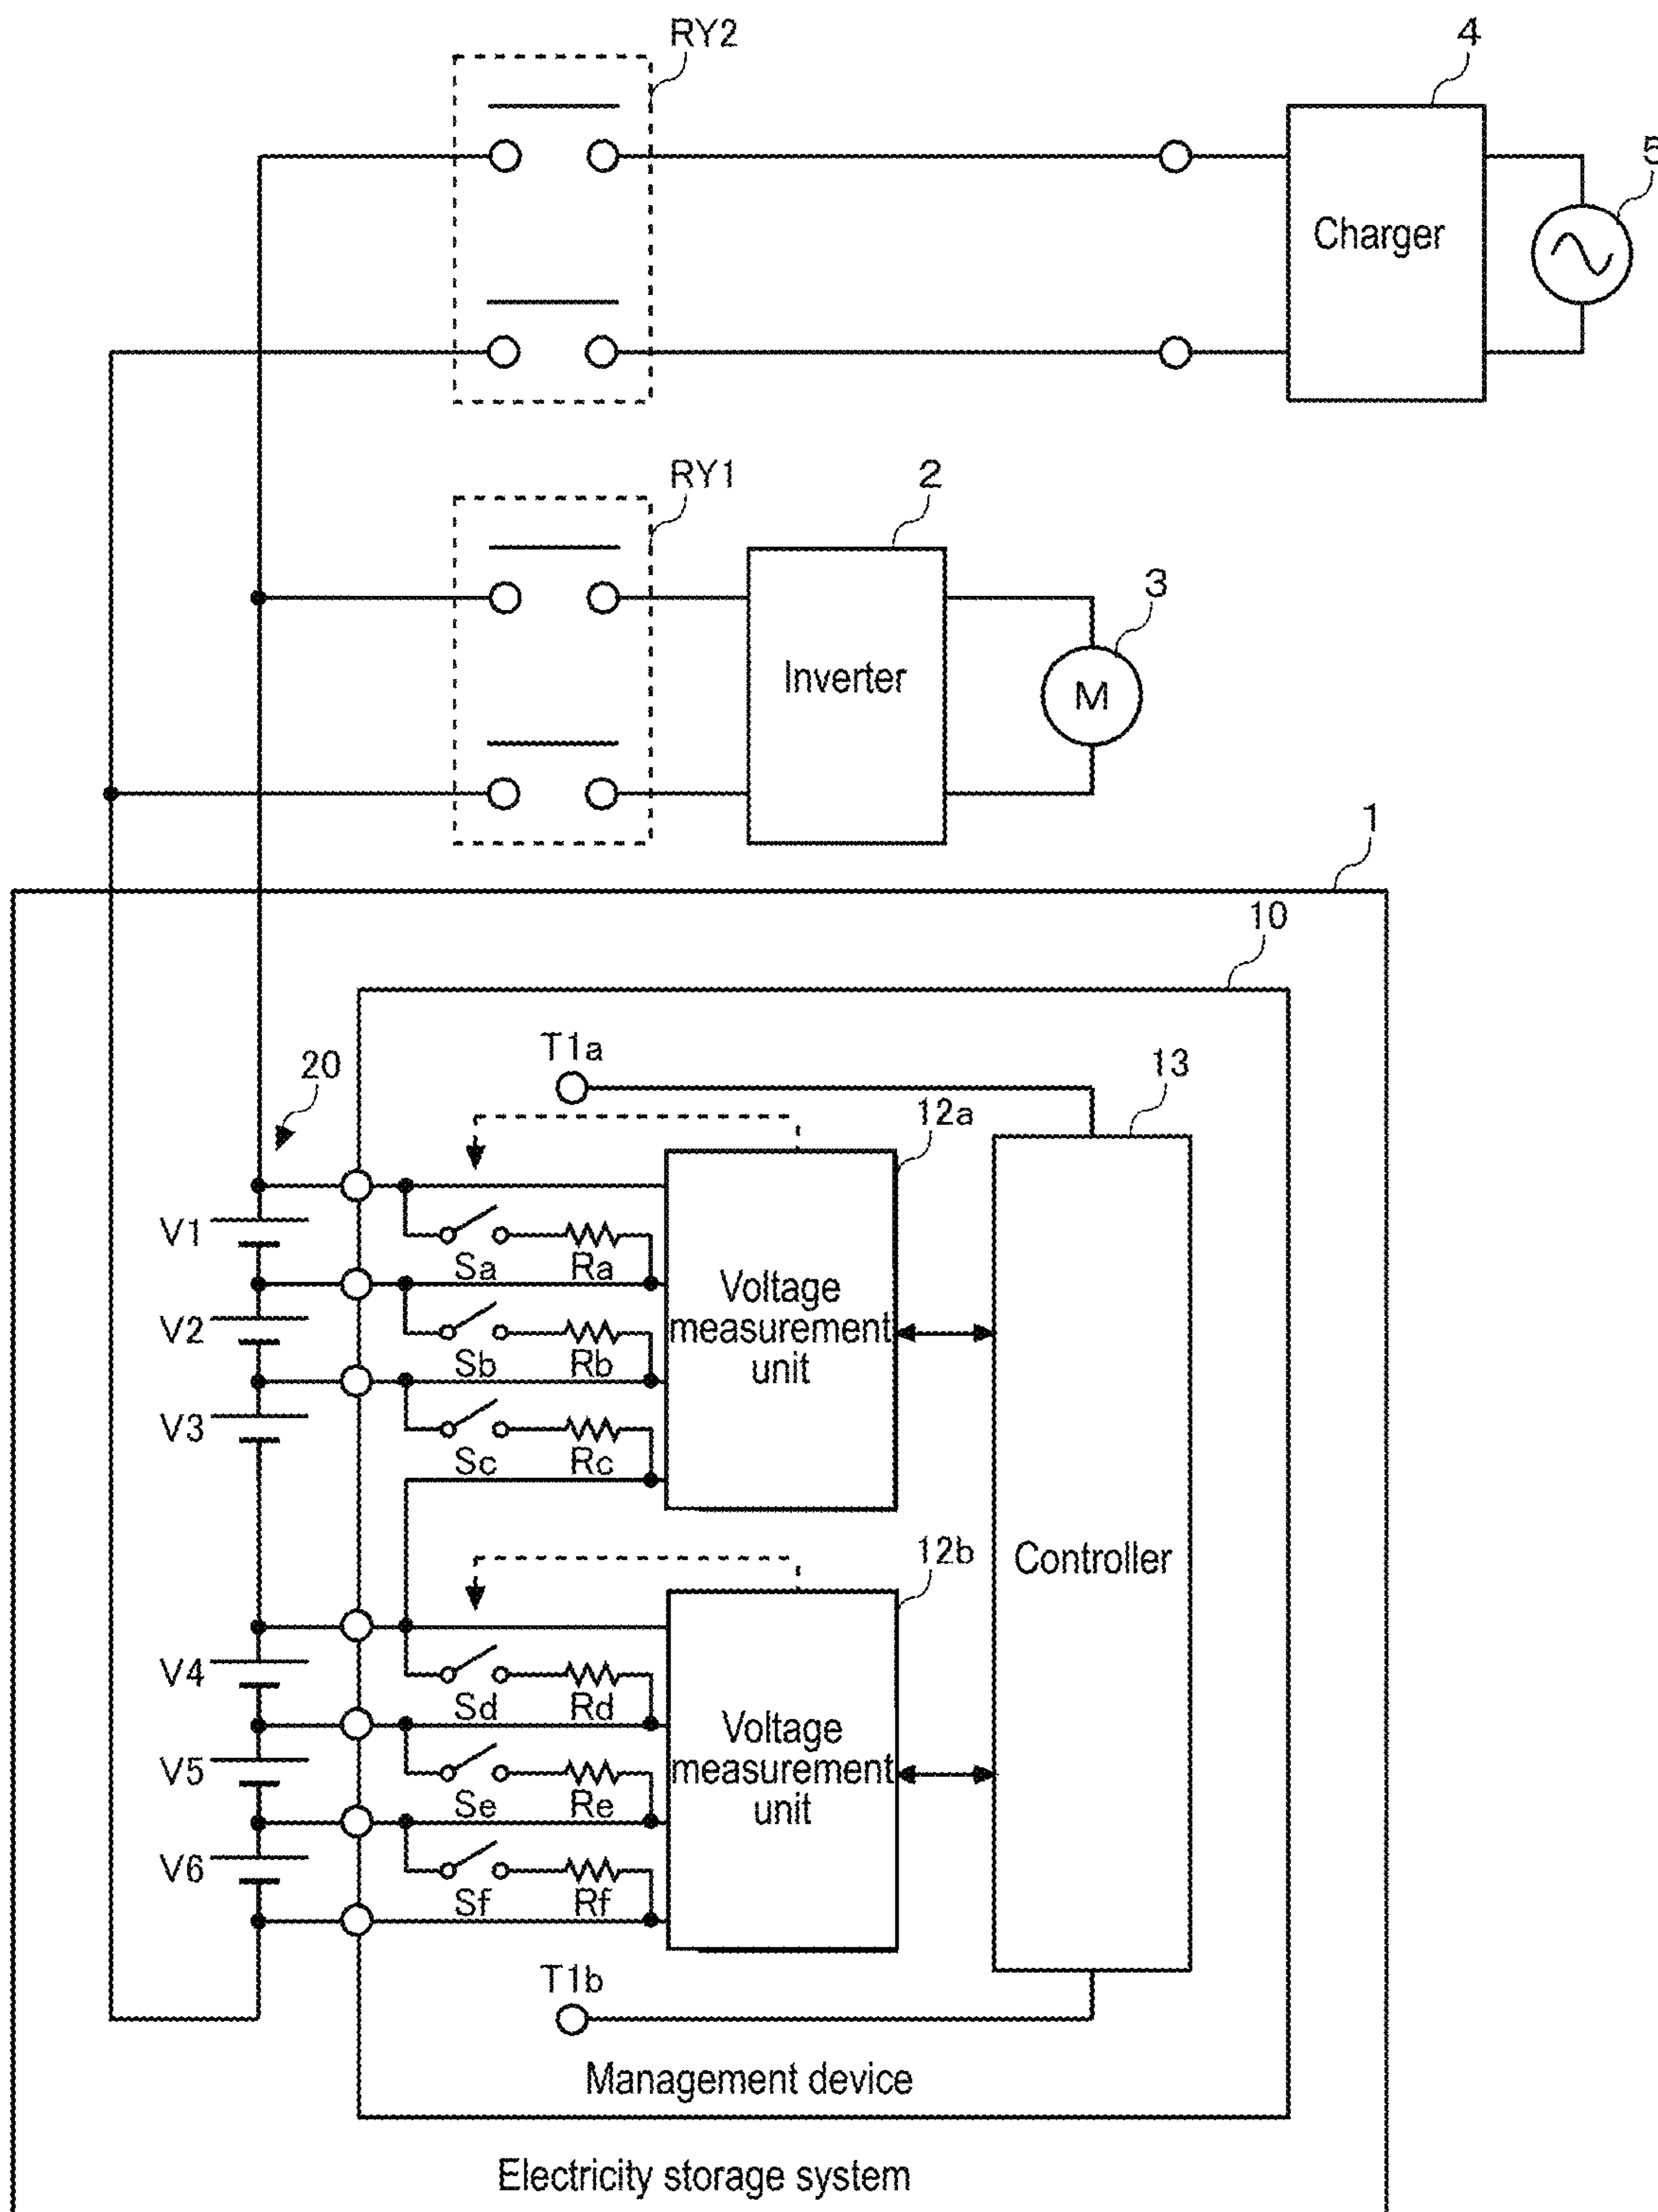 RY2
4
5
Charger
RY1
2
3
Inverter
M
1
10
T1a
13
20
12a
V1
Sa
Ra
Voltage
measurement
unit
V2
Sb
Rb
V3
Sc
Rc
Controller
12b
V4
Sd
Rd
Voltage
measurement
unit
V5
Se
Re
V6
Sf
Rf
T1b
Management device
Electricity storage system